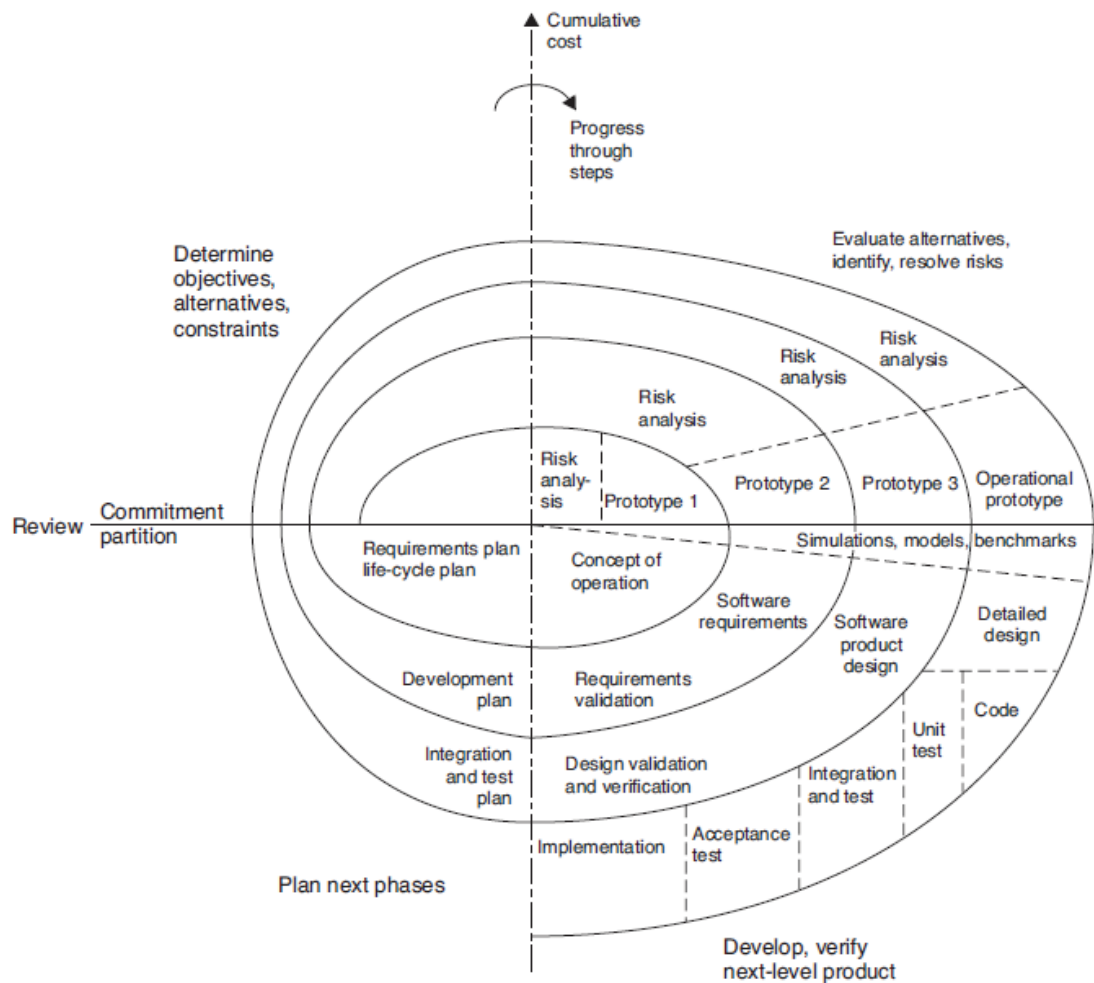 Cumulative
cost
Progress
through
steps
Determine
objectives,
alternatives,
constraints
Evaluate alternatives,
identify, resolve risks
Risk
analysis
Risk
analysis
Risk
analysis
Risk
analy-
sis
Prototype 1
Prototype 2
Prototype 3
Operational
prototype
Review
Commitment
partition
Simulations, models, benchmarks
Requirements plan
life-cycle plan
Concept of
operation
Software
requirements
Software
product
design
Detailed
design
Development
plan
Requirements
validation
Code
Unit
test
Integration
and test
plan
Design validation
and verification
Integration
and test
Implementation
Acceptance
test
Plan next phases
Develop, verify
next-level product